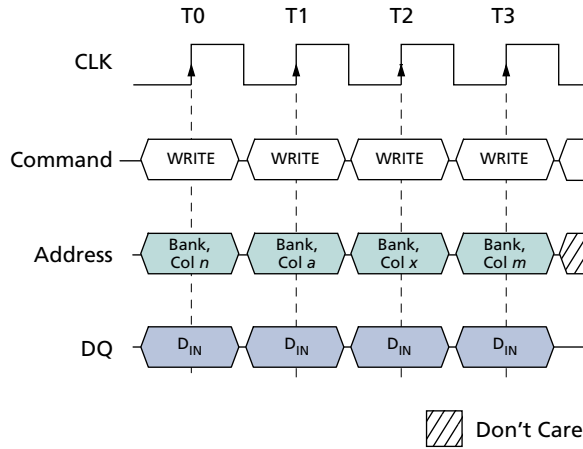 T0 T1 T2 T3
CLK
Command WRITE WRITE WRITE WRITE
Address Bank, Col n Bank, Col a Bank, Col x Bank, Col m
DQ DIN DIN DIN DIN
Don't Care